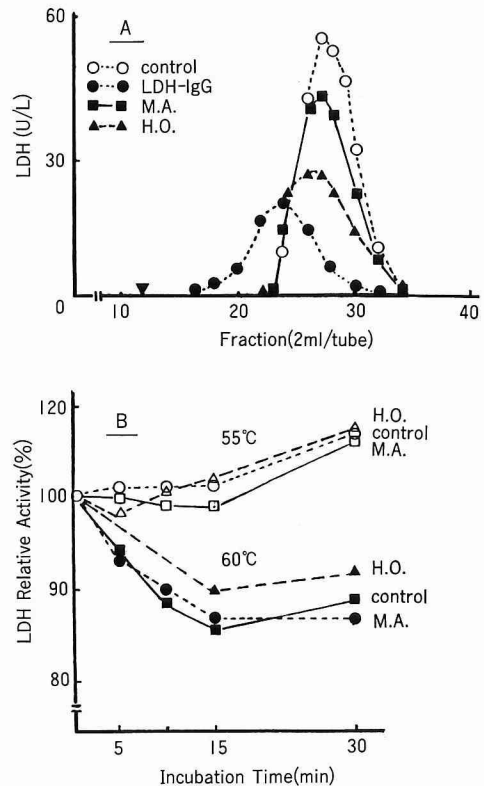 60
A
control
LDH-IgG
M.A.
H.O.
LDH (U/L)
30
0
10
20
30
40
Fraction(2ml/tube)
120
B
55℃
H.O.
control
M.A.
LDH Relative Activity(%)
100
60℃
H.O.
90
control
M.A.
80
5
15
30
Incubation Time(min)